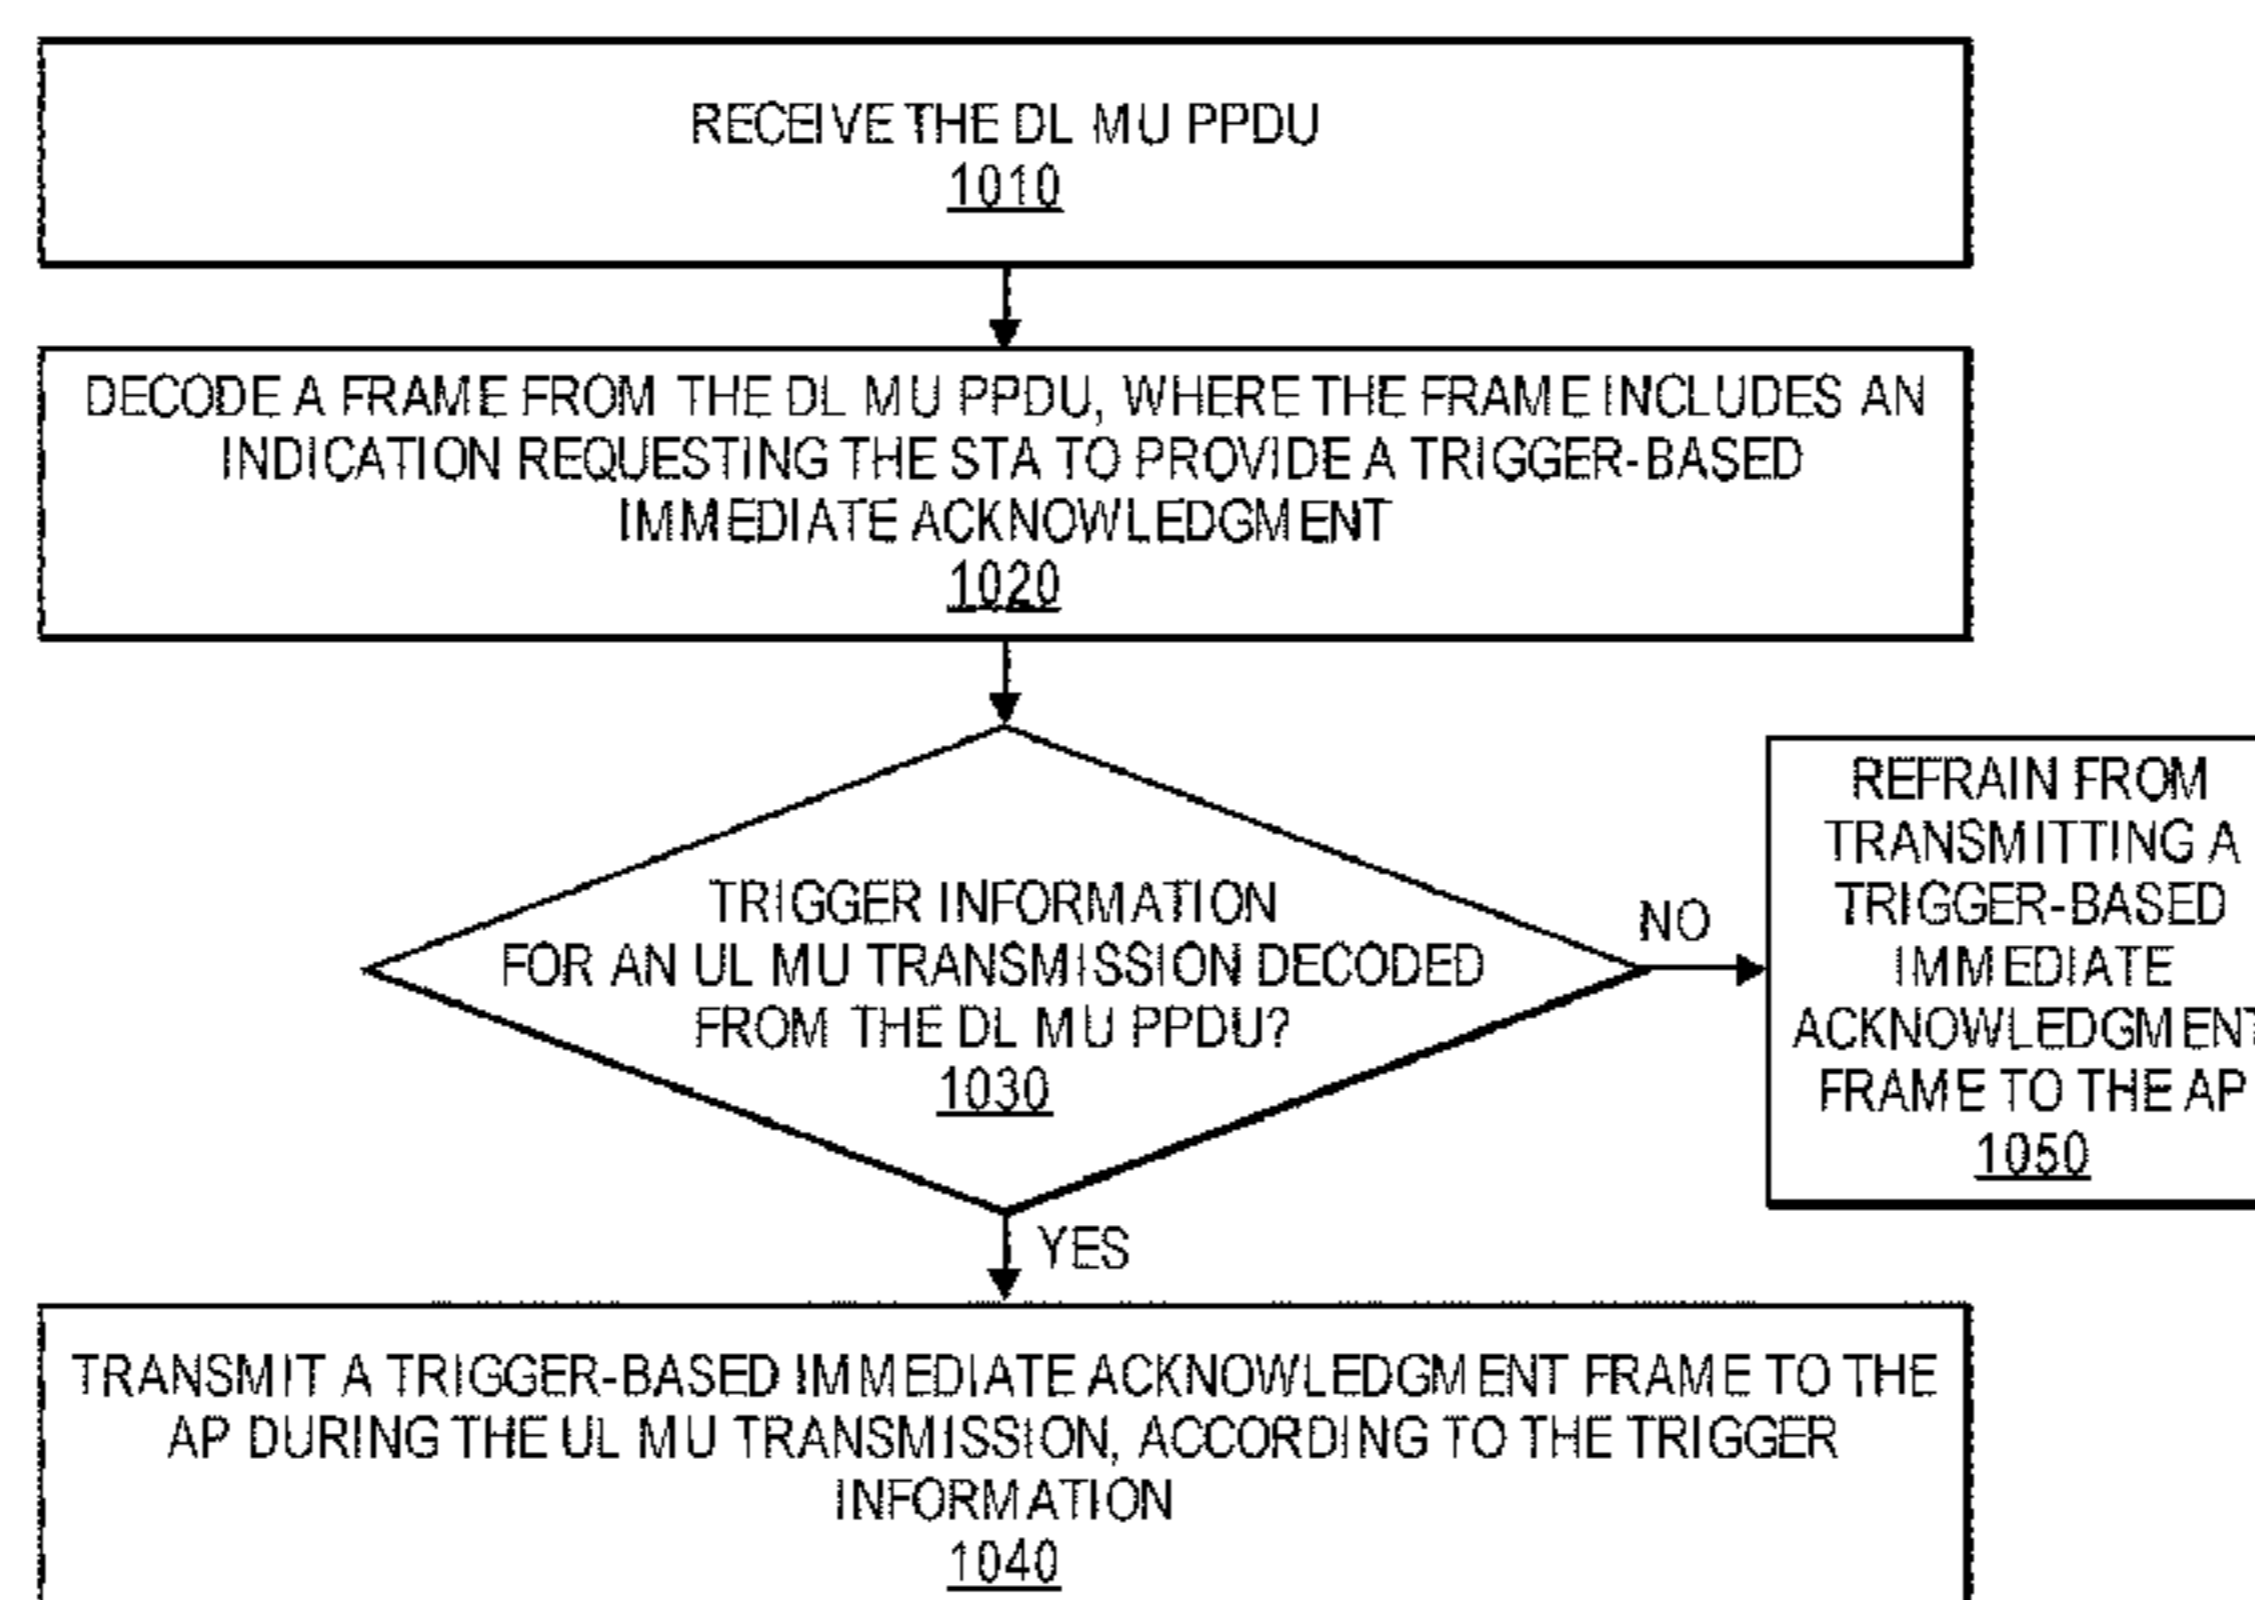 RECEIVE THE DL MU PPDU
1010
DECODE A FRAME FROM THE DL MU PPDU, WHERE THE FRAME INCLUDES AN
INDICATION REQUESTING THE STA TO PROVIDE A TRIGGER-BASED
IMMEDIATE ACKNOWLEDGMENT
1020
TRIGGER INFORMATION
FOR AN UL MU TRANSMISSION DECODED
FROM THE DL MU PPDU?
1030
NO
REFRAIN FROM
TRANSMITTING A
TRIGGER-BASED
IMMEDIATE
ACKNOWLEDGMENT
FRAME TO THE AP
1050
YES
TRANSMIT A TRIGGER-BASED IMMEDIATE ACKNOWLEDGMENT FRAME TO THE
AP DURING THE UL MU TRANSMISSION, ACCORDING TO THE TRIGGER
INFORMATION
1040